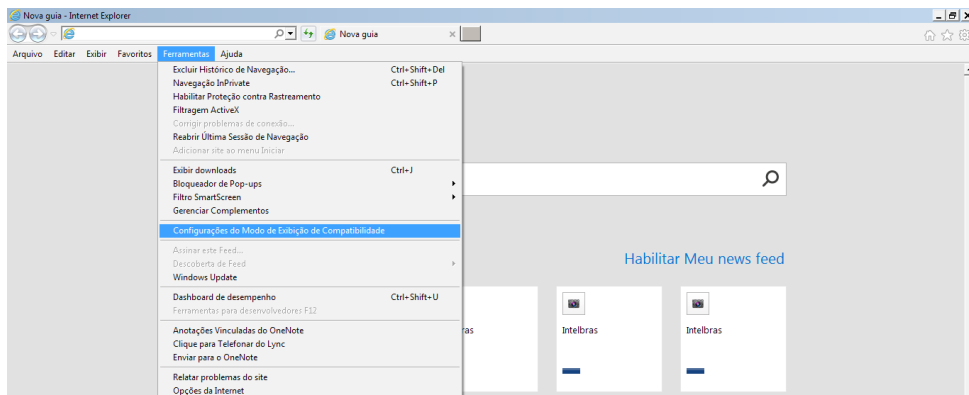 Nova guia - Internet Explorer
Nova guia
Arquivo Editar Exibir Favoritos Ferramentas Ajuda
Excluir Histórico de Navegação... Ctrl+Shift+Del
Navegação InPrivate Ctrl+Shift+P
Habilitar Proteção contra Rastreamento
Filtragem ActiveX
Corrigir problemas de conexão...
Reabrir Última Sessão de Navegação
Adicionar site ao menu Iniciar
Exibir downloads Ctrl+J
Bloqueador de Pop-ups
Filtro SmartScreen
Gerenciar Complementos
Configurações do Modo de Exibição de Compatibilidade
Assinar este Feed...
Descoberta de Feed
Windows Update
Habilitar Meu news feed
Dashboard de desempenho Ctrl+Shift+U
Ferramentas para desenvolvedores F12
Anotações Vinculadas do OneNote
ras Intelbras Intelbras
Clique para Telefonar do Lync
Enviar para o OneNote
Relatar problemas do site
Opções da Internet